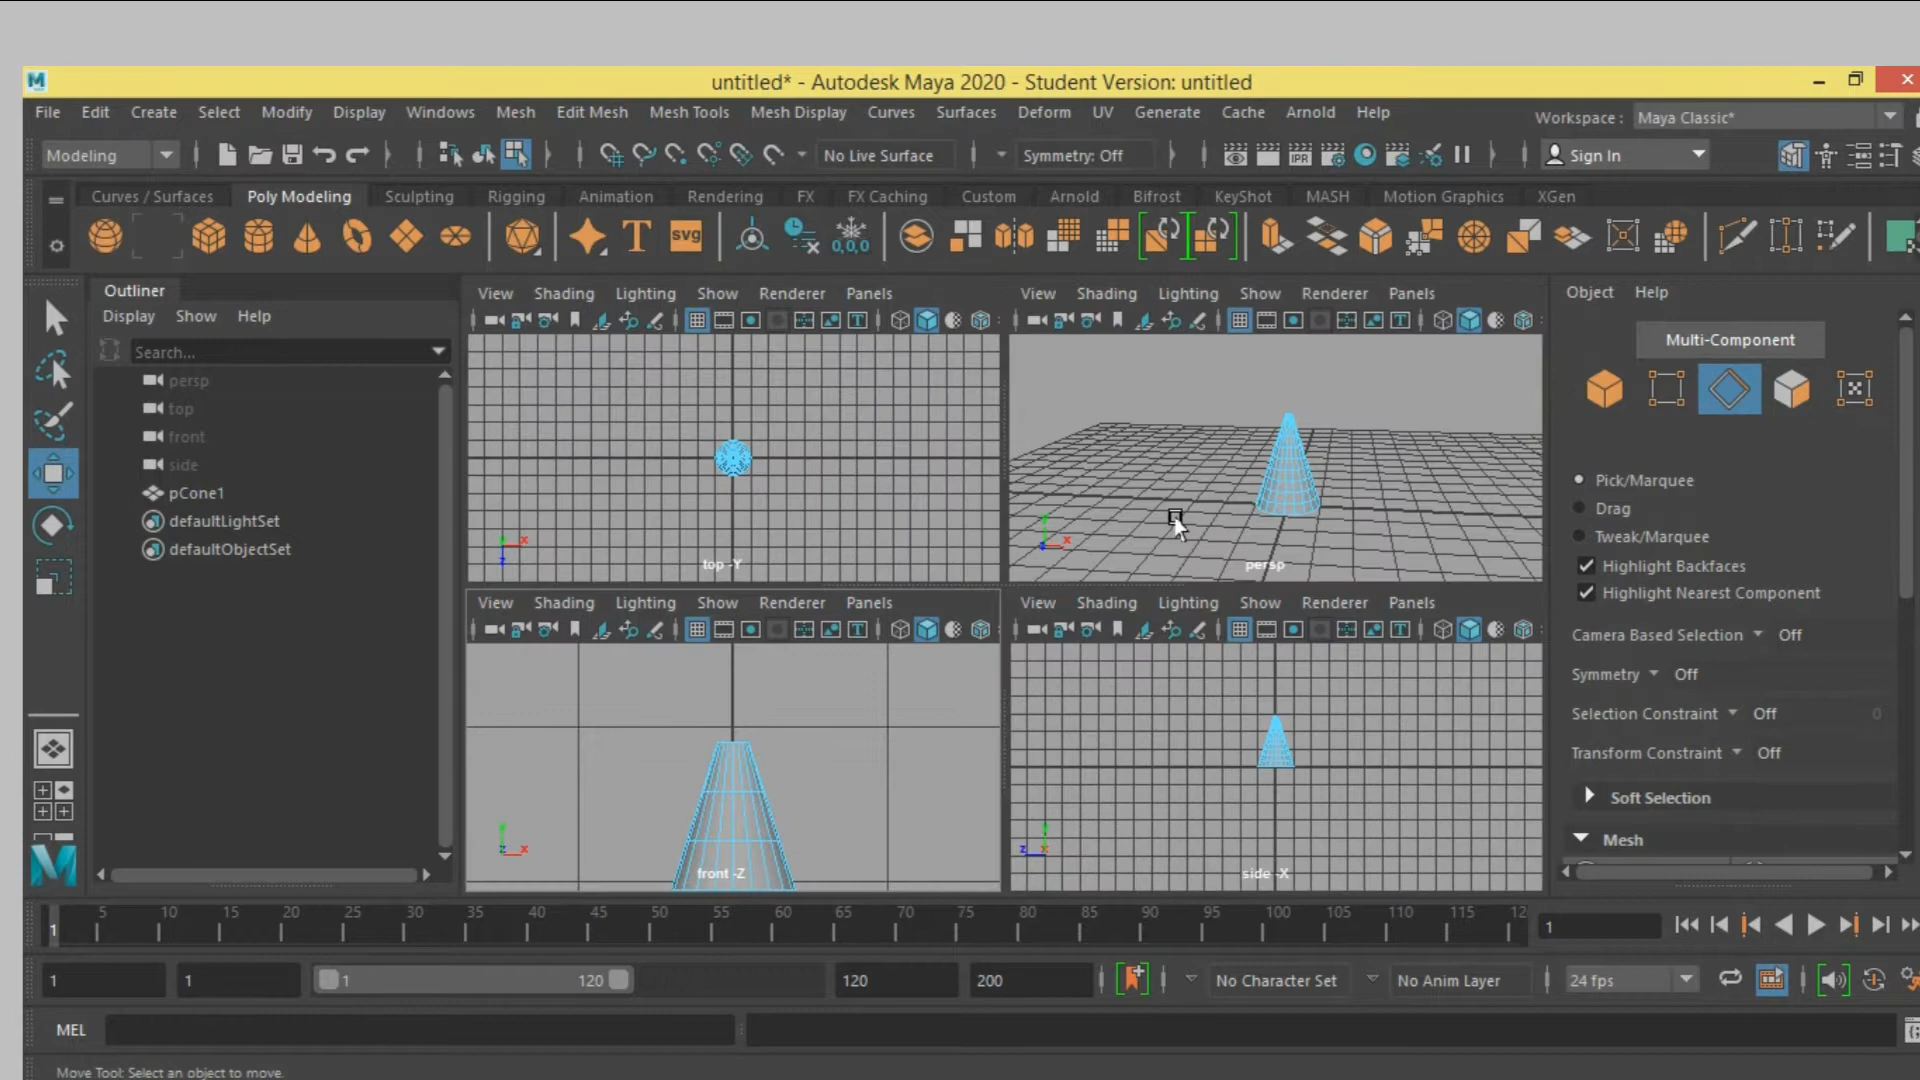 untitled* - Autodesk Maya 2020 - Student Version: untitled
File Edit Create Select Modify Display Windows Mesh Edit Mesh Mesh Tools Mesh Display Curves Surfaces Deform UV Generate Cache Arnold Help
Workspace : Maya Classic*
Modeling No Live Surface Symmetry: Off IPR Sign In
Curves / Surfaces Poly Modeling Sculpting Rigging Animation Rendering FX FX Caching Custom Arnold Bifrost KeyShot MASH Motion Graphics XGen
T SVG 0,0,0
Outliner
Display Show Help
Search...
persp
top
front
side
pCone1
defaultLightSet
defaultObjectSet
View Shading Lighting Show Renderer Panels
y x z
top -Y
View Shading Lighting Show Renderer Panels
y x
persp
View Shading Lighting Show Renderer Panels
y z x
front -Z
View Shading Lighting Show Renderer Panels
y z x
side -X
Object Help
Multi-Component
Pick/Marquee
Drag
Tweak/Marquee
Highlight Backfaces
Highlight Nearest Component
Camera Based Selection Off
Symmetry Off
Selection Constraint Off 0
Transform Constraint Off
Soft Selection
Mesh
1 5 10 15 20 25 30 35 40 45 50 55 60 65 70 75 80 85 90 95 100 105 110 115 12 1
1 1 1 120 120 200 No Character Set No Anim Layer 24 fps
MEL
Move Tool: Select an object to move.